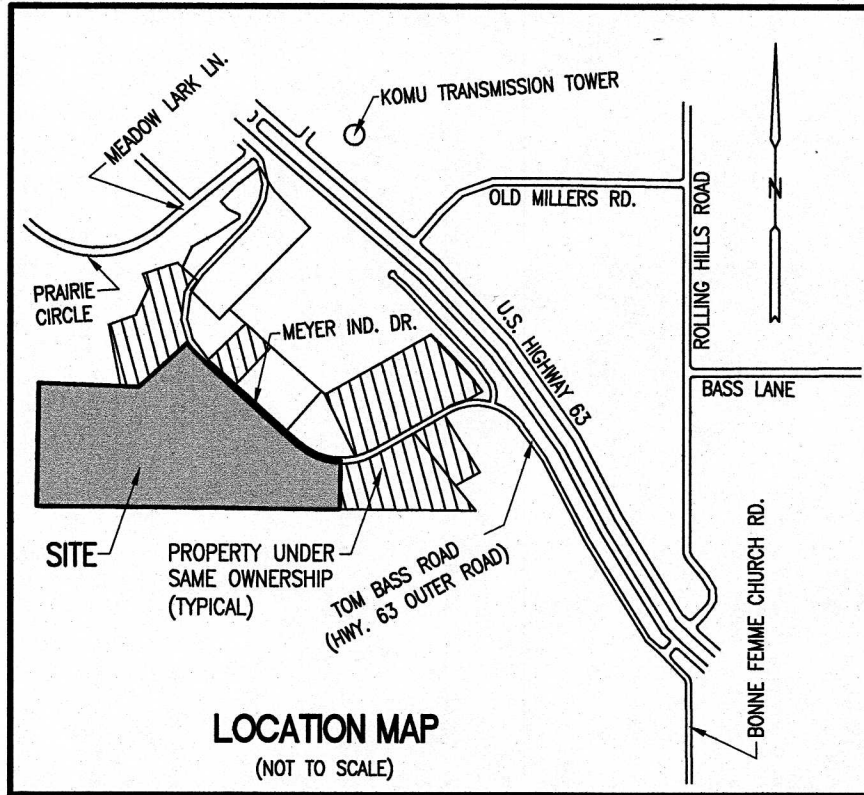 MEADOW LARK LN.
KOMU TRANSMISSION TOWER
OLD MILLERS RD.
ROLLING HILLS ROAD
N
PRAIRIE
CIRCLE
MEYER IND. DR.
U.S. HIGHWAY 63
BASS LANE
SITE
PROPERTY UNDER
SAME OWNERSHIP
(TYPICAL)
TOM BASS ROAD
(HWY. 63 OUTER ROAD)
BONNE FEMME CHURCH RD.
LOCATION MAP
(NOT TO SCALE)